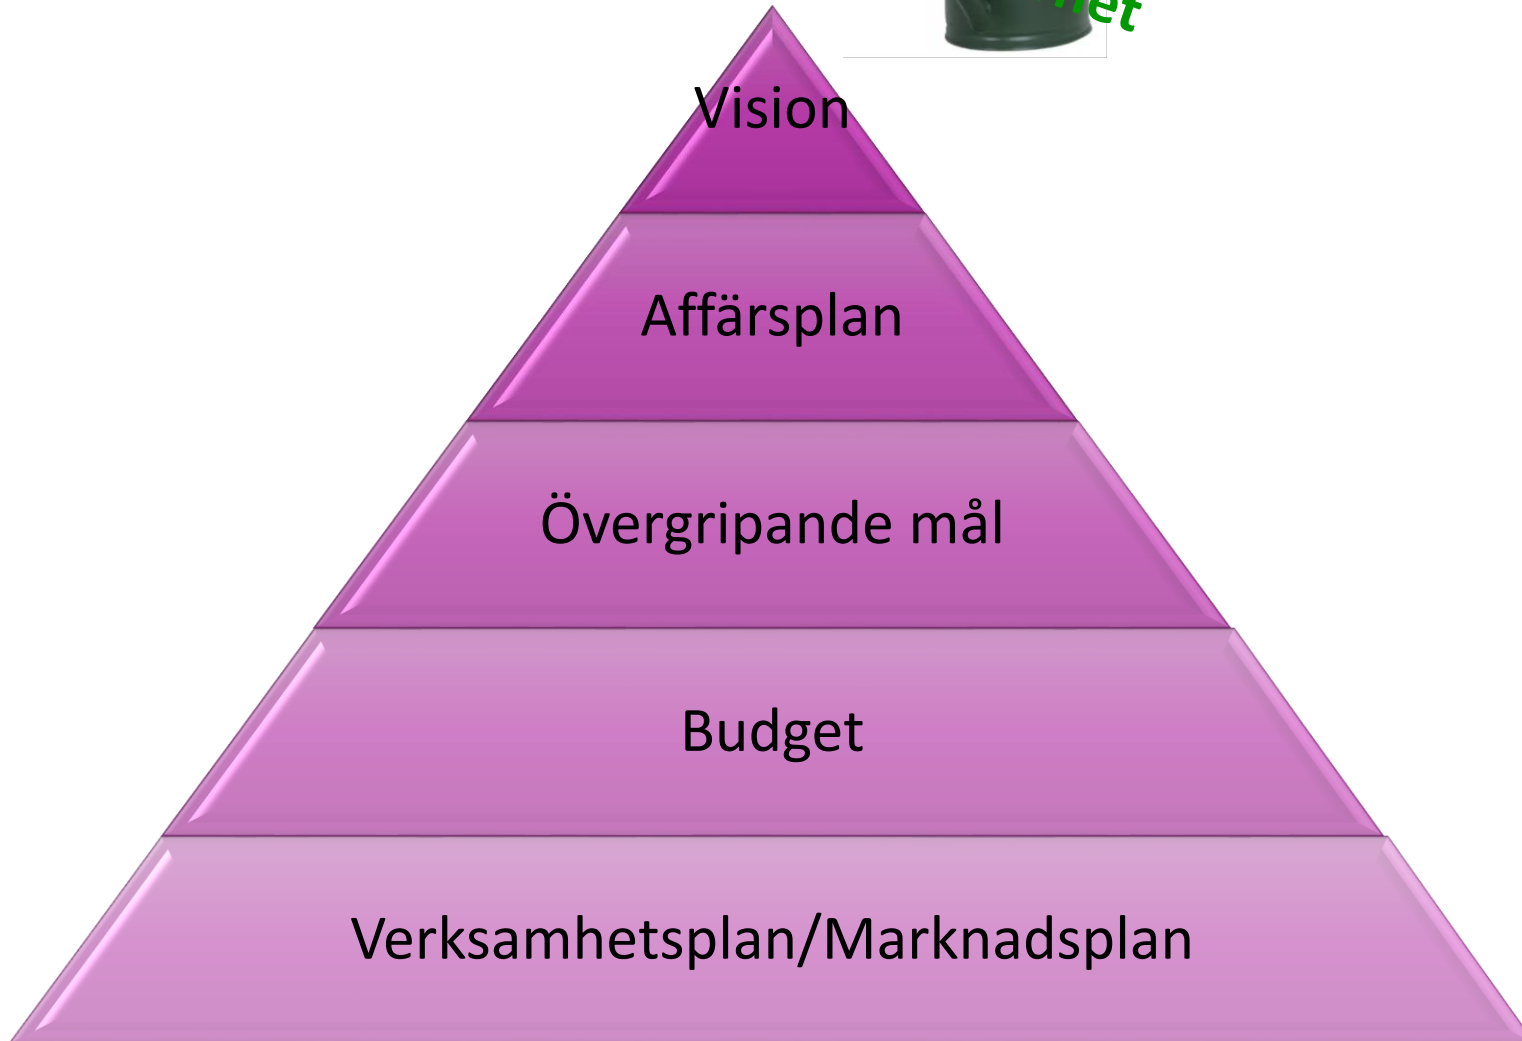 Vision
Affärsplan
Övergripande mål
Budget
Verksamhetsplan/Marknadsplan